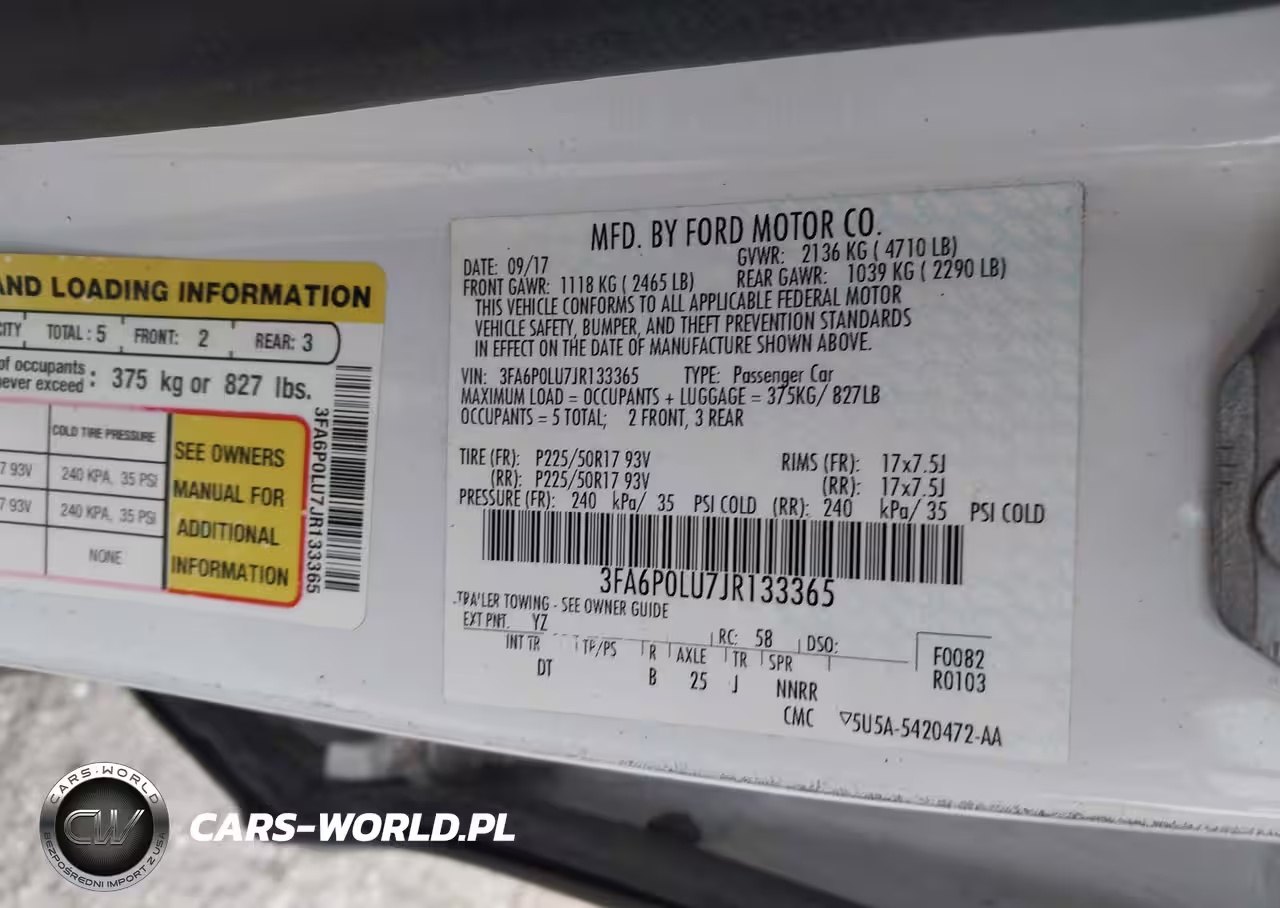 AND LOADING INFORMATION
CITY TOTAL : 5 FRONT: 2 REAR: 3
of occupants
never exceed : 375 kg or 827 lbs.
COLD TIRE PRESSURE
7 93V 240 KPA, 35 PSI
7 93V 240 KPA, 35 PSI
NONE
SEE OWNERS
MANUAL FOR
ADDITIONAL
INFORMATION
3FA6P0LU7JR133365
MFD. BY FORD MOTOR CO.
DATE: 09/17 GVWR: 2136 KG ( 4710 LB)
FRONT GAWR: 1118 KG ( 2465 LB) REAR GAWR: 1039 KG ( 2290 LB)
THIS VEHICLE CONFORMS TO ALL APPLICABLE FEDERAL MOTOR
VEHICLE SAFETY, BUMPER, AND THEFT PREVENTION STANDARDS
IN EFFECT ON THE DATE OF MANUFACTURE SHOWN ABOVE.
VIN: 3FA6P0LU7JR133365 TYPE: Passenger Car
MAXIMUM LOAD = OCCUPANTS + LUGGAGE = 375KG/ 827LB
OCCUPANTS = 5 TOTAL; 2 FRONT, 3 REAR
TIRE (FR): P225/50R17 93V RIMS (FR): 17x7.5J
(RR): P225/50R17 93V (RR): 17x7.5J
PRESSURE (FR): 240 kPa/ 35 PSI COLD (RR): 240 kPa/ 35 PSI COLD
3FA6P0LU7JR133365
TRAILER TOWING - SEE OWNER GUIDE
EXT PNT. YZ RC: 58 DSO:
INT TR TP/PS R AXLE TR SPR
DT B 25 J NNRR
F0082
R0103
CMC ▽5U5A-5420472-AA
CARS-WORLD
CW
BEZPOŚREDNI IMPORT Z USA
CARS-WORLD.PL